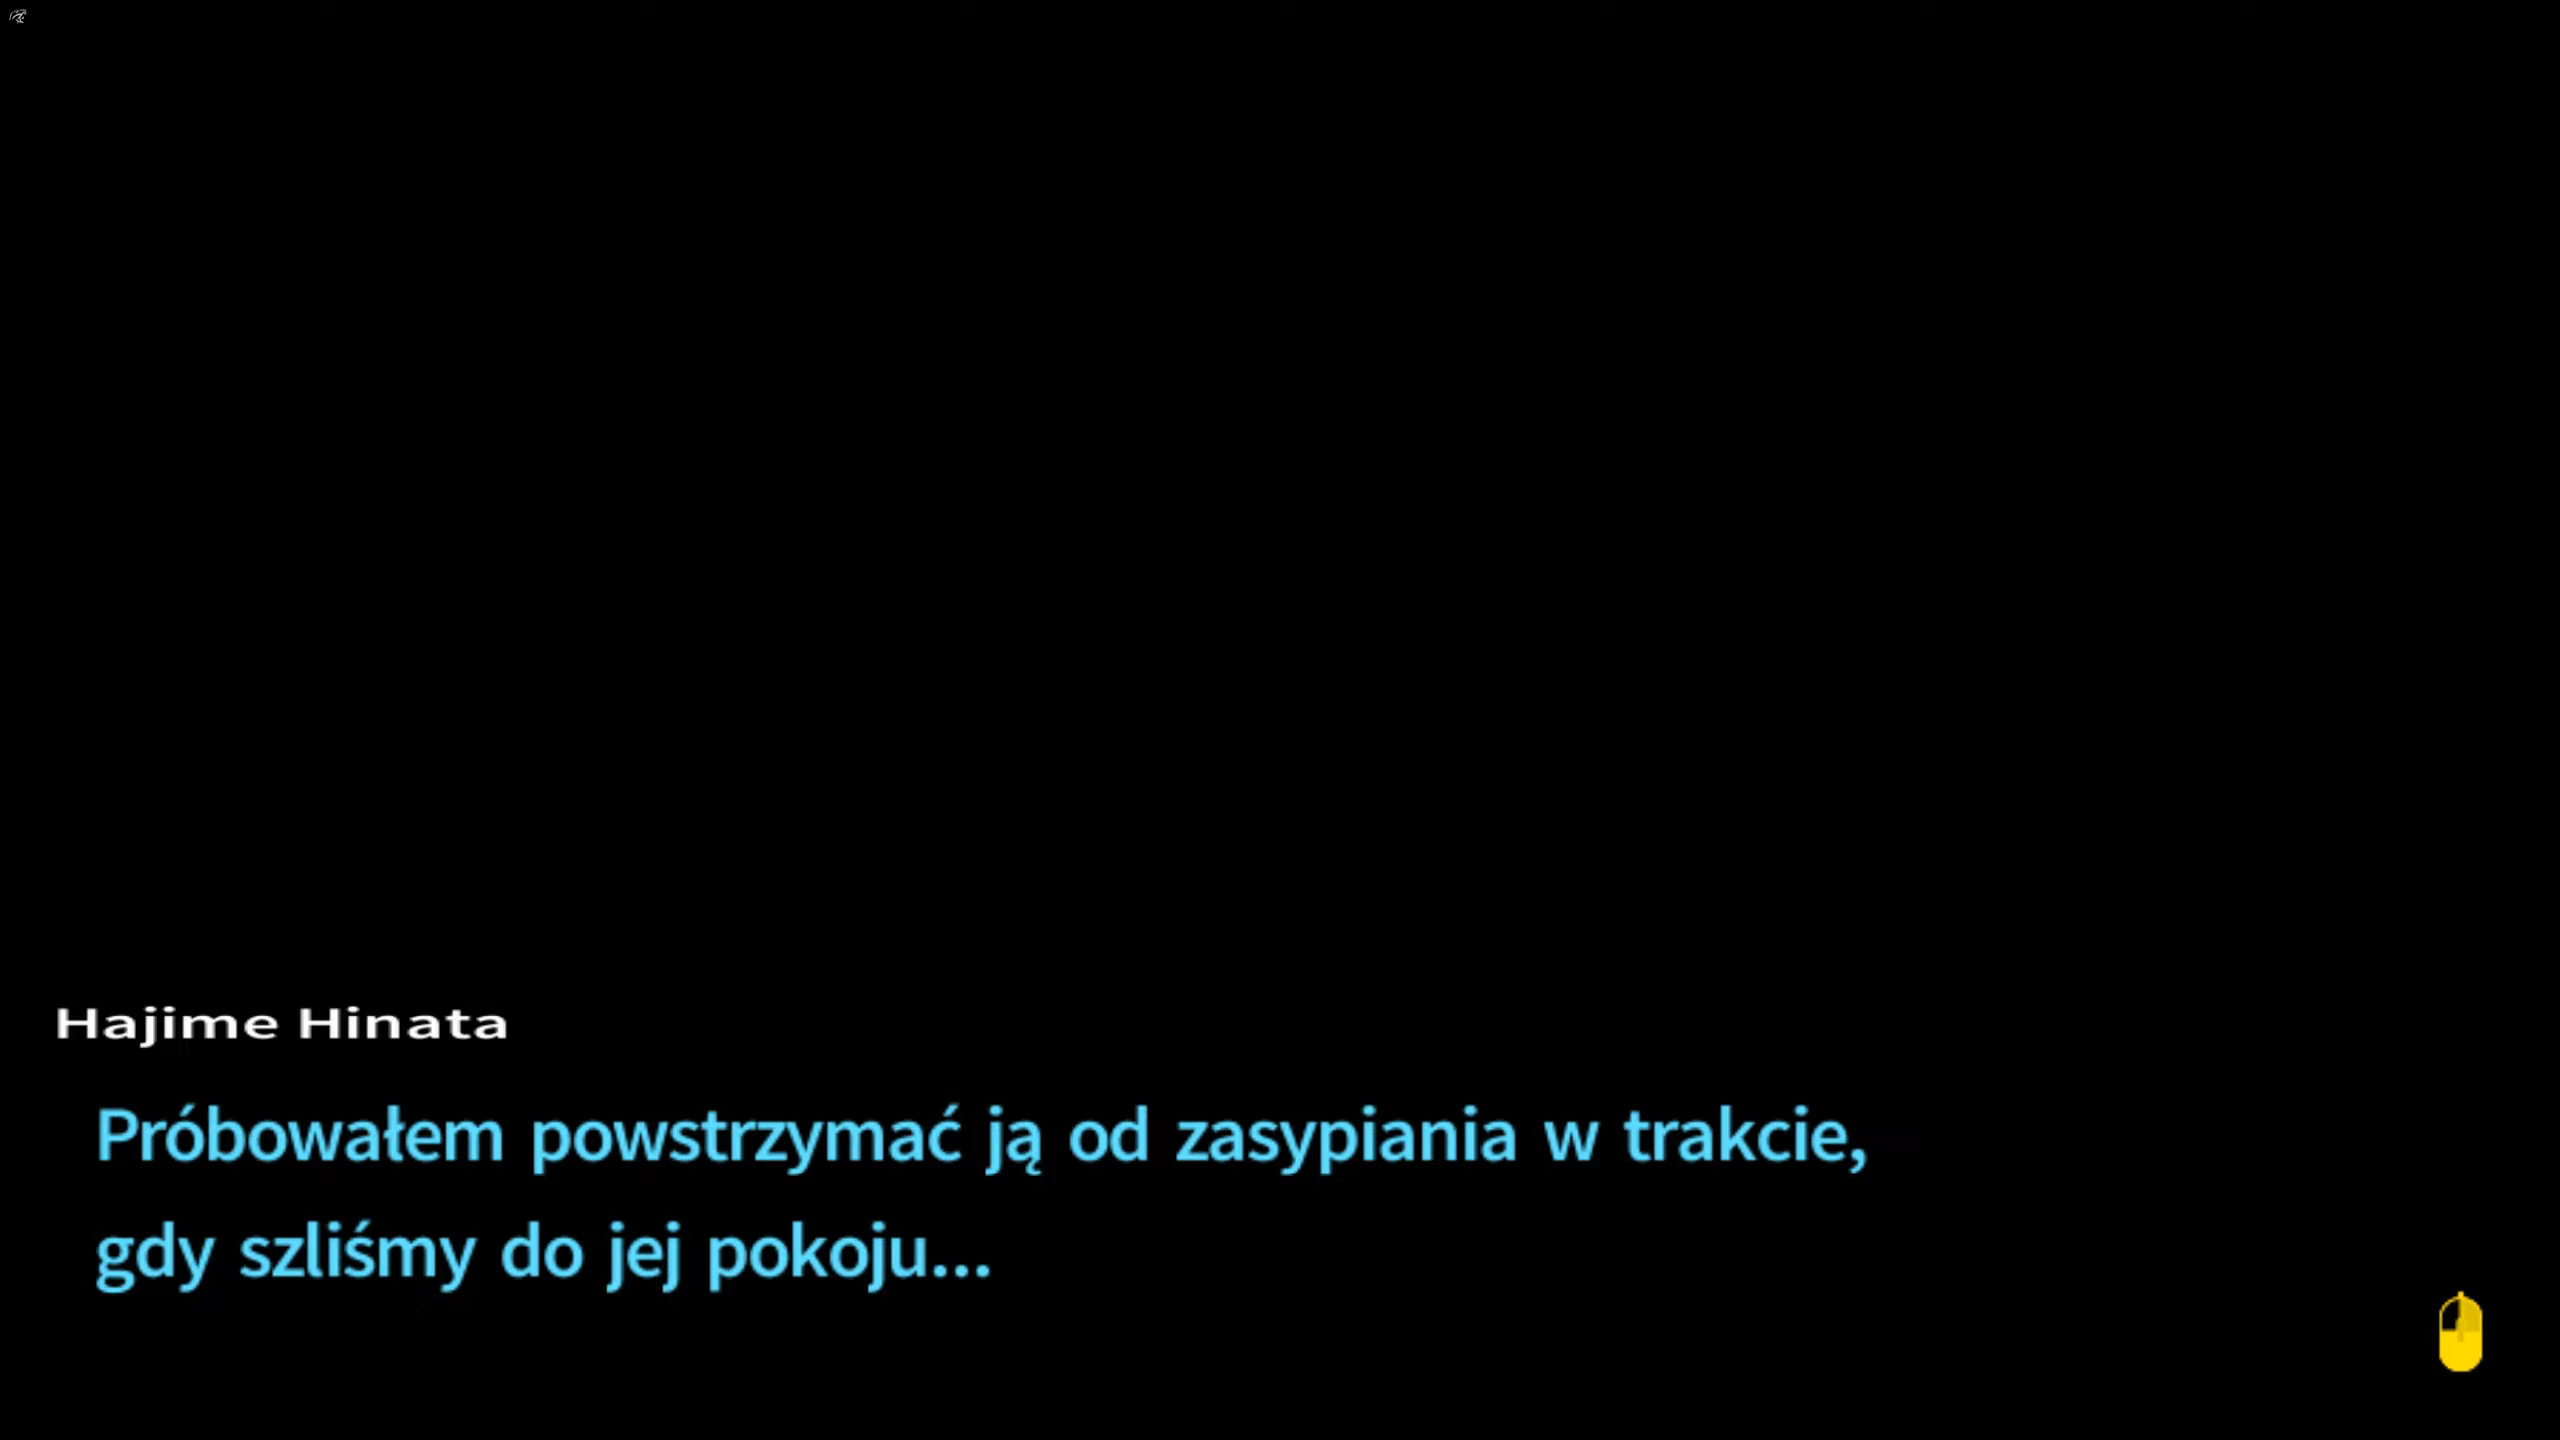 Hajime Hinata
Próbowałem powstrzymać ją od zasypiania w trakcie,
gdy szliśmy do jej pokoju...